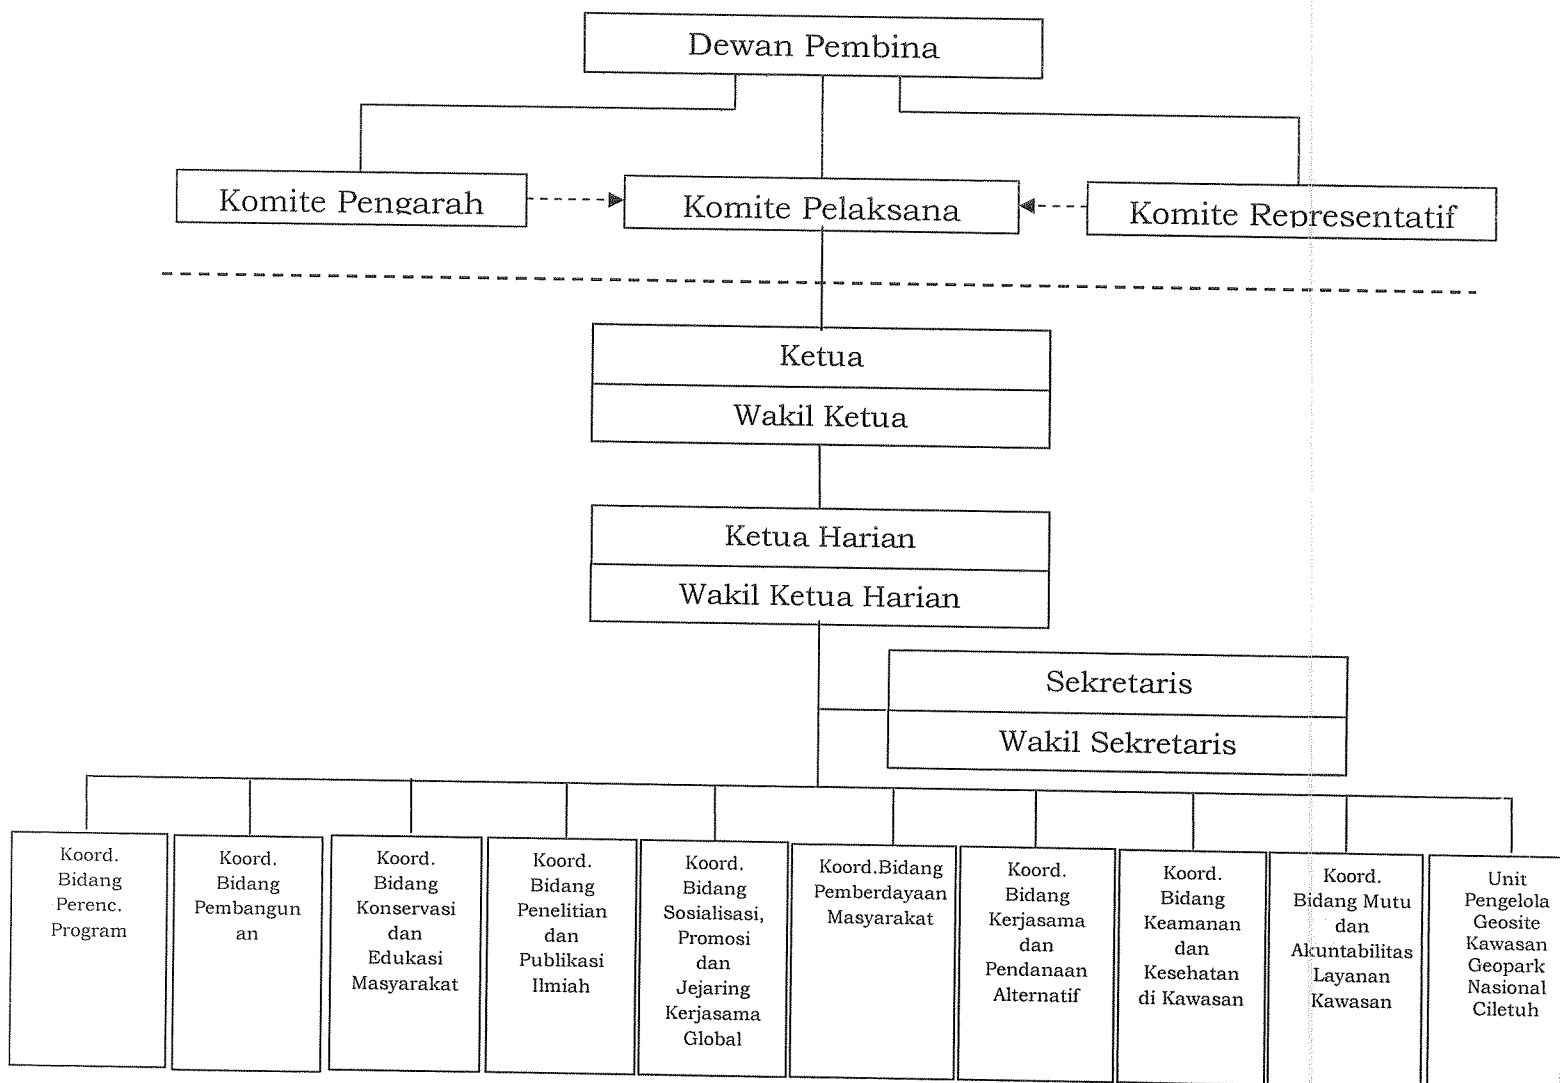 Dewan Pembina
Komite Pengarah
Komite Pelaksana
Komite Representatif
Ketua
Wakil Ketua
Ketua Harian
Wakil Ketua Harian
Sekretaris
Wakil Sekretaris
Koord.
Bidang
Perenc.
Program
Koord.
Bidang
Pembangun
an
Koord.
Bidang
Konservasi
dan
Edukasi
Masyarakat
Koord.
Bidang
Penelitian
dan
Publikasi
Ilmiah
Koord.
Bidang
Sosialisasi,
Promosi
dan
Jejaring
Kerjasama
Global
Koord.Bidang
Pemberdayaan
Masyarakat
Koord.
Bidang
Kerjasama
dan
Pendanaan
Alternatif
Koord.
Bidang
Keamanan
dan
Kesehatan
di Kawasan
Koord.
Bidang Mutu
dan
Akuntabilitas
Layanan
Kawasan
Unit
Pengelola
Geosite
Kawasan
Geopark
Nasional
Ciletuh